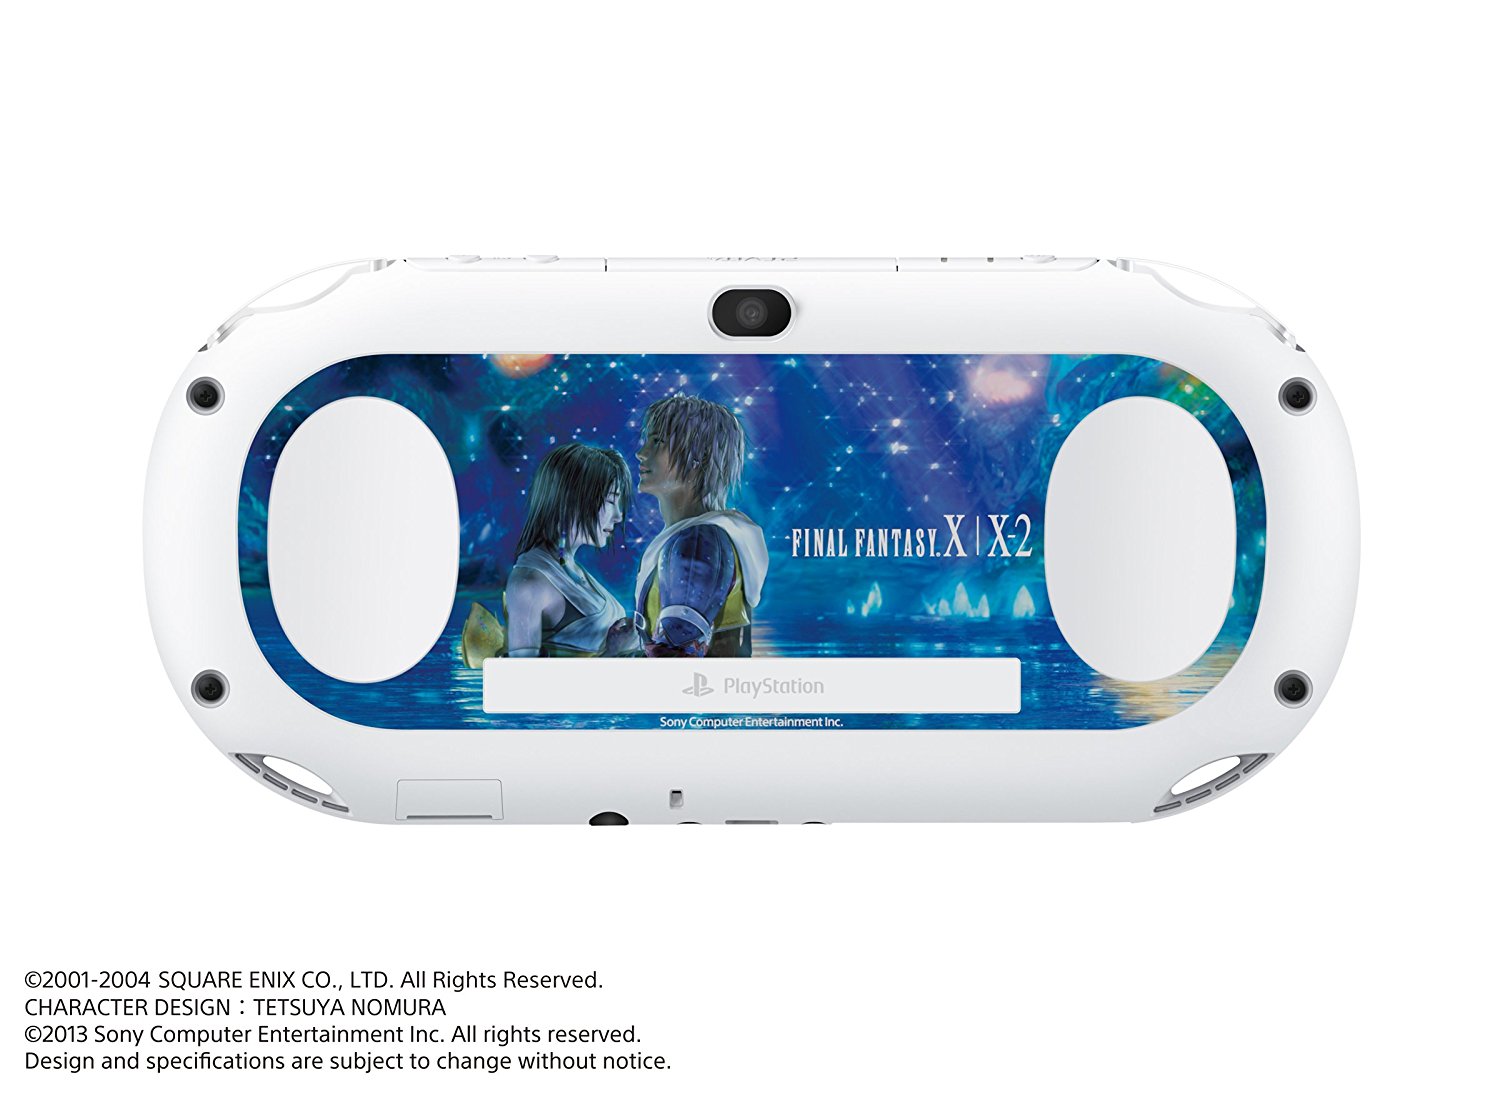 FINAL FANTASY. X | X-2
PlayStation
Sony Computer Entertainment Inc.
©2001-2004 SQUARE ENIX CO., LTD. All Rights Reserved.
CHARACTER DESIGN：TETSUYA NOMURA
©2013 Sony Computer Entertainment Inc. All rights reserved.
Design and specifications are subject to change without notice.